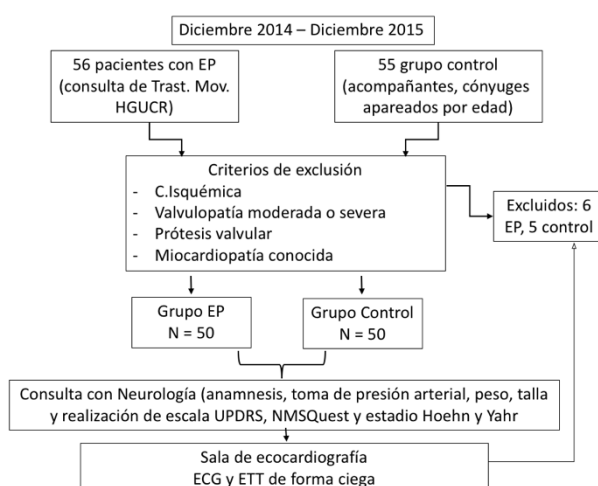 Diciembre 2014 – Diciembre 2015
56 pacientes con EP
(consulta de Trast. Mov.
HGUCR)
55 grupo control
(acompañantes, cónyuges
apareados por edad)
Criterios de exclusión
- C.Isquémica
- Valvulopatía moderada o severa
- Prótesis valvular
- Miocardiopatía conocida
Excluidos: 6
EP, 5 control
Grupo EP
N = 50
Grupo Control
N = 50
Consulta con Neurología (anamnesis, toma de presión arterial, peso, talla
y realización de escala UPDRS, NMSQuest y estadio Hoehn y Yahr
Sala de ecocardiografía
ECG y ETT de forma ciega